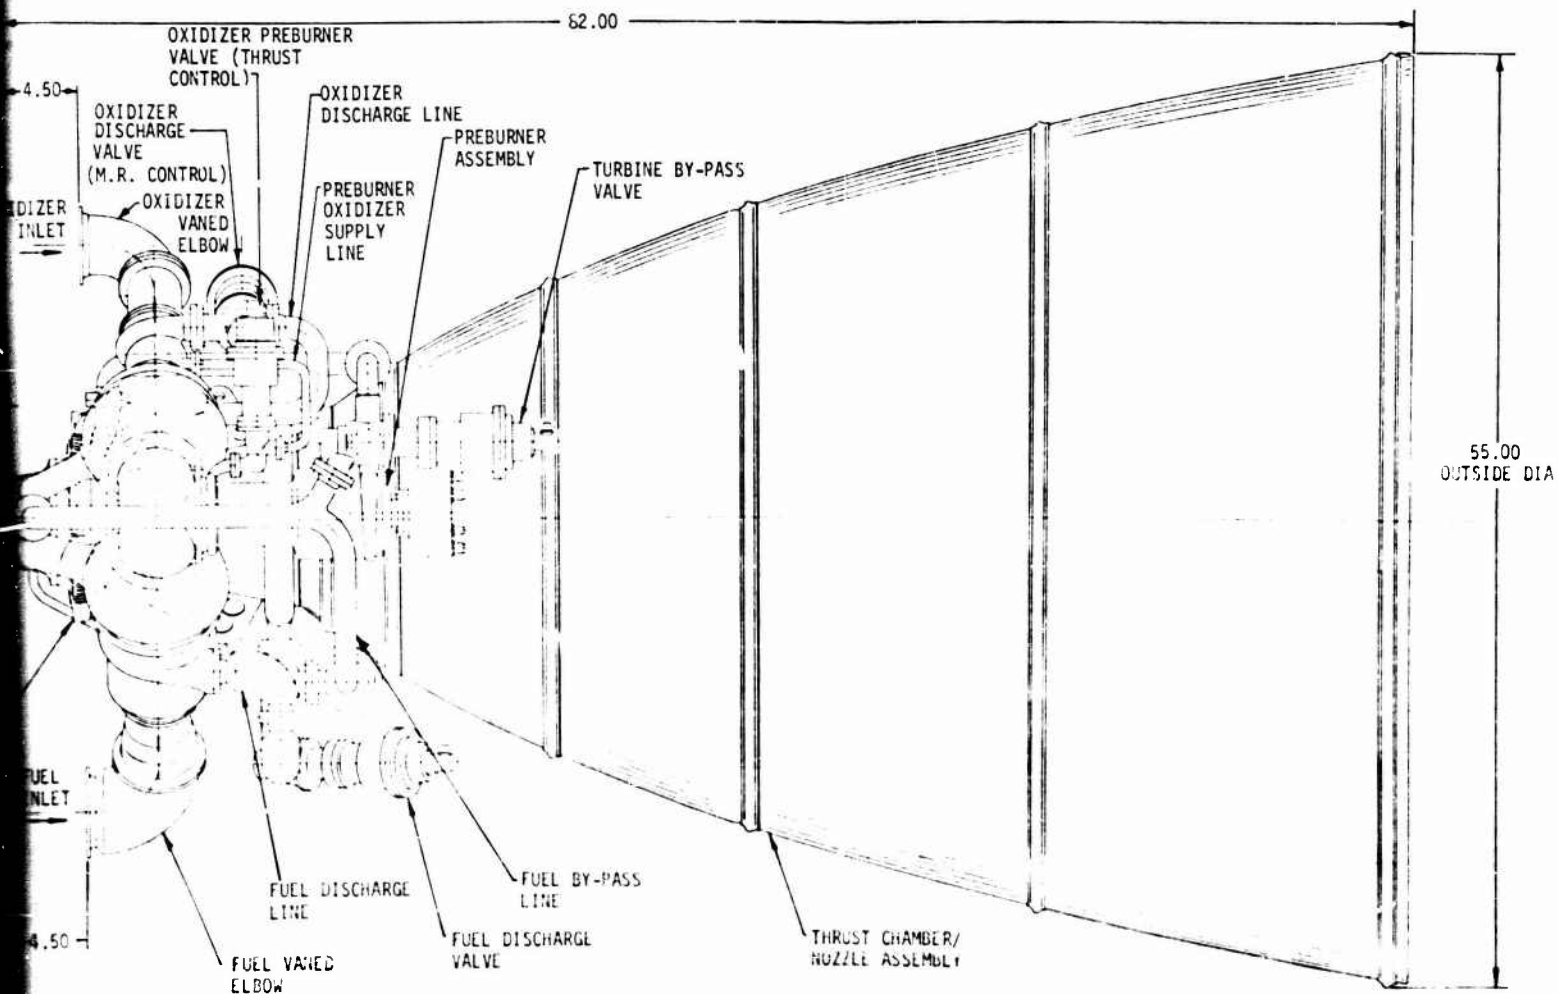 82.00
OXIDIZER PREBURNER
VALVE (THRUST
CONTROL)
4.50
OXIDIZER
DISCHARGE LINE
OXIDIZER
DISCHARGE
VALVE
(M.R. CONTROL)
PREBURNER
ASSEMBLY
TURBINE BY-PASS
VALVE
IDIZER
INLET
OXIDIZER
VANED
ELBOW
PREBURNER
OXIDIZER
SUPPLY
LINE
55.00
OUTSIDE DIA
FUEL
INLET
FUEL DISCHARGE
LINE
FUEL BY-PASS
LINE
4.50
FUEL VANED
ELBOW
FUEL DISCHARGE
VALVE
THRUST CHAMBER/
NOZZLE ASSEMBLY